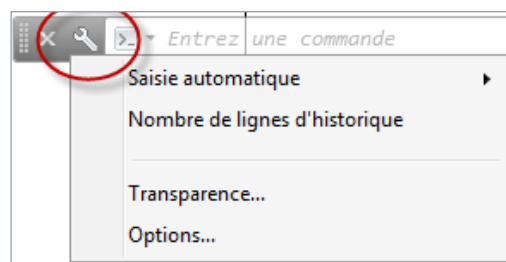 Entrez une commande
Saisie automatique
Nombre de lignes d'historique
Transparence...
Options...